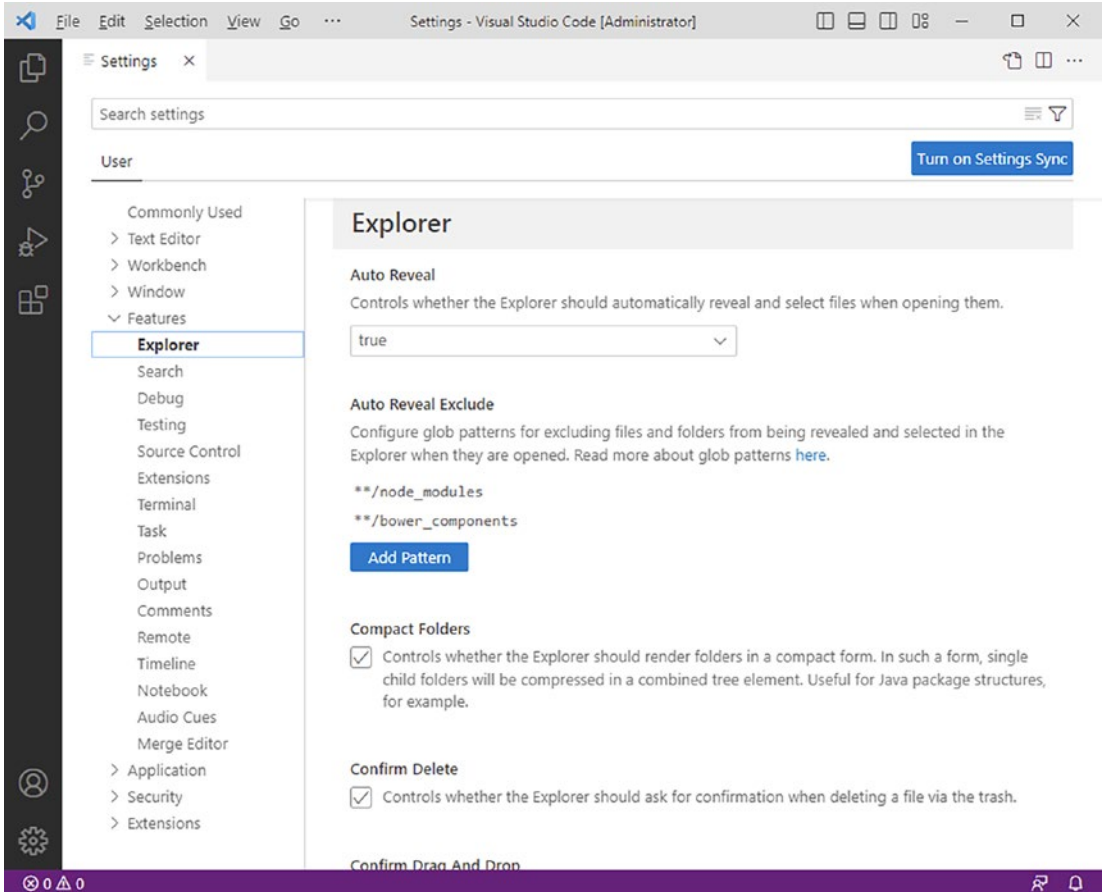 File Edit Selection View Go ··· Settings - Visual Studio Code [Administrator]
Settings
Search settings
User
Turn on Settings Sync
Commonly Used
Text Editor
Workbench
Window
Features
Explorer
Search
Debug
Testing
Source Control
Extensions
Terminal
Task
Problems
Output
Comments
Remote
Timeline
Notebook
Audio Cues
Merge Editor
Application
Security
Extensions
Explorer
Auto Reveal
Controls whether the Explorer should automatically reveal and select files when opening them.
true
Auto Reveal Exclude
Configure glob patterns for excluding files and folders from being revealed and selected in the
Explorer when they are opened. Read more about glob patterns here.
**/node_modules
**/bower_components
Add Pattern
Compact Folders
Controls whether the Explorer should render folders in a compact form. In such a form, single
child folders will be compressed in a combined tree element. Useful for Java package structures,
for example.
Confirm Delete
Controls whether the Explorer should ask for confirmation when deleting a file via the trash.
Confirm Drag And Drop
0 0